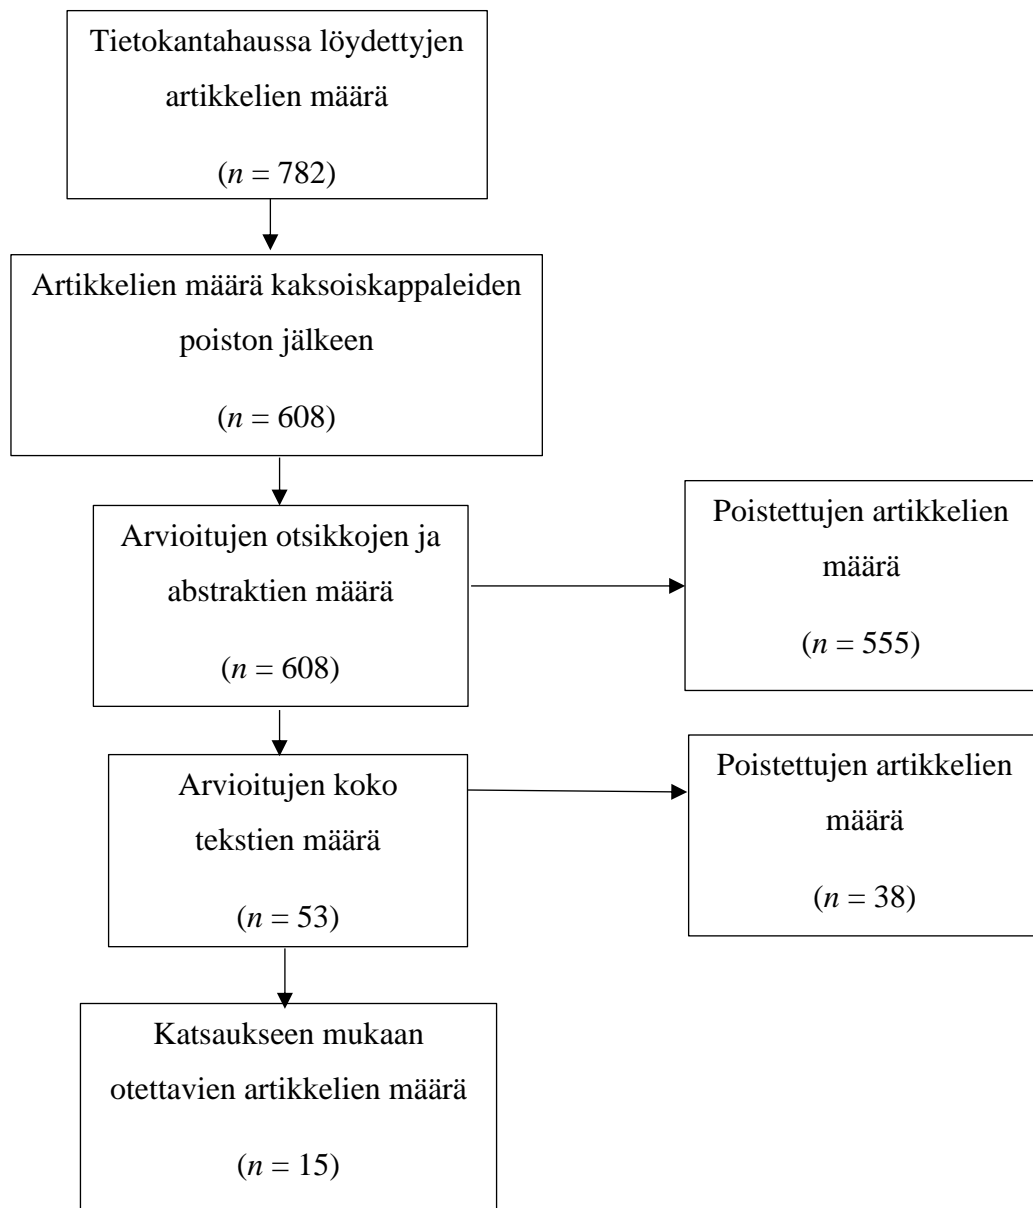 Tietokantahaussa löydettyjen
artikkelien määrä
(n = 782)
Artikkelien määrä kaksoiskappaleiden
poiston jälkeen
(n = 608)
Arvioitujen otsikkojen ja
abstraktien määrä
(n = 608)
Poistettujen artikkelien
määrä
(n = 555)
Arvioitujen koko
tekstien määrä
(n = 53)
Poistettujen artikkelien
määrä
(n = 38)
Katsaukseen mukaan
otettavien artikkelien määrä
(n = 15)